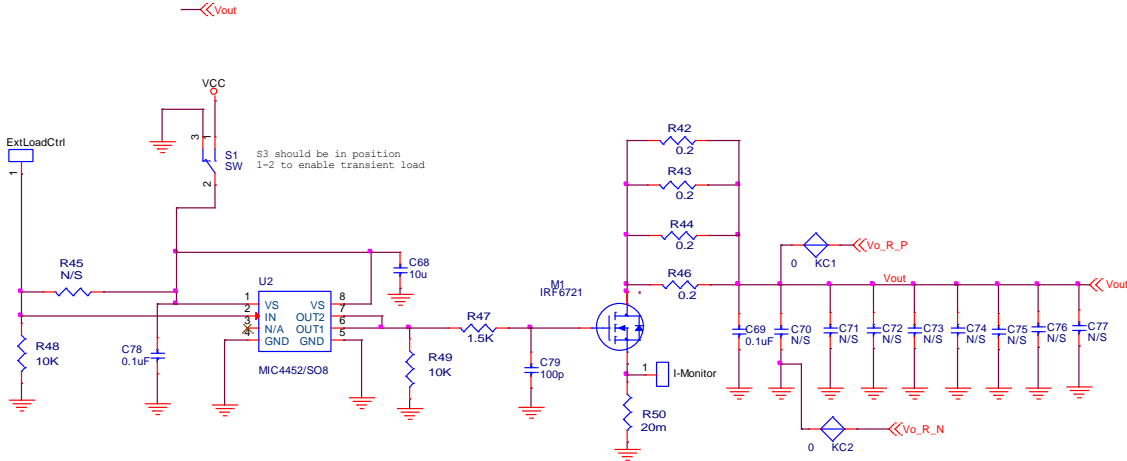 Vout
VCC
ExtLoadCtrl
1
3
1
S1
SW
2
S3 should be in position
1-2 to enable transient load
R42
0.2
R43
0.2
R44
0.2
R46
0.2
R45
N/S
C68
10u
U2
1
2
3
4
VS
IN
N/A
GND
VS
OUT2
OUT1
GND
8
7
6
5
MIC4452/SO8
R48
10K
C78
0.1uF
R49
10K
R47
1.5K
C79
100p
M1
IRF6721
1
I-Monitor
R50
20m
0
KC1
Vo_R_P
Vout
Vout
C69
0.1uF
C70
N/S
C71
N/S
C72
N/S
C73
N/S
C74
N/S
C75
N/S
C76
N/S
C77
N/S
0
KC2
Vo_R_N